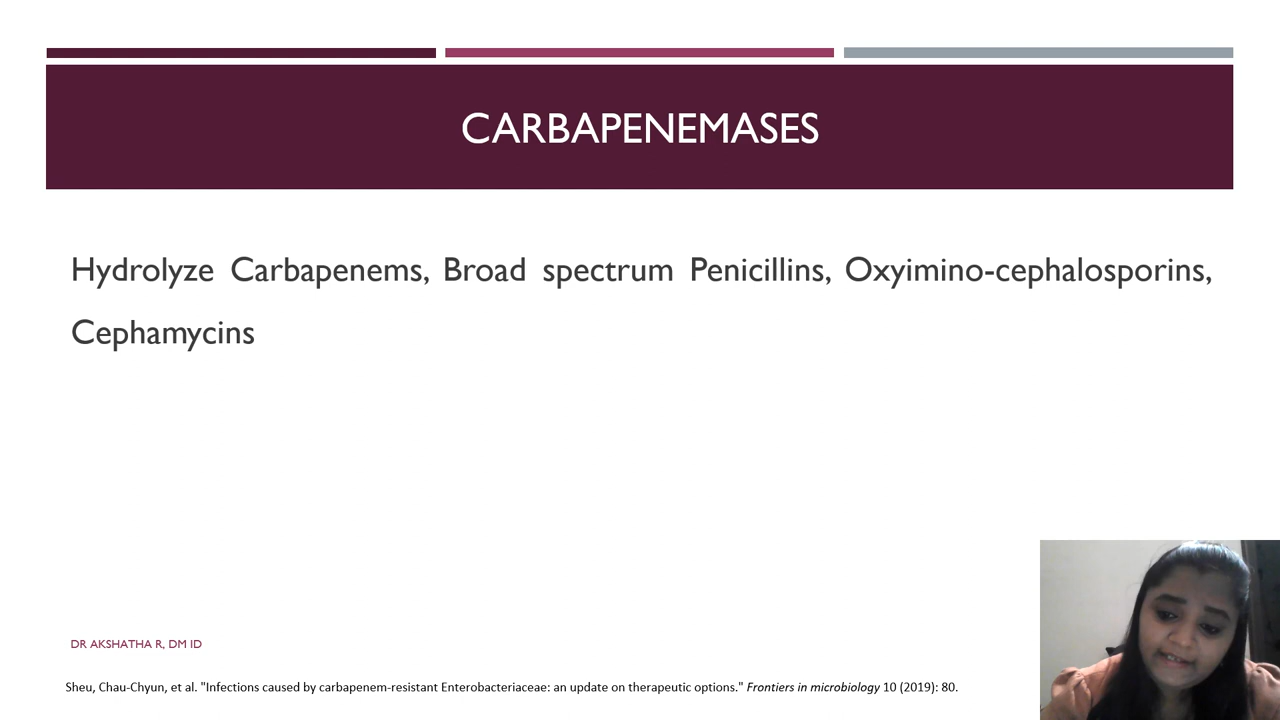 CARBAPENEMASES
Hydrolyze Carbapenems, Broad spectrum Penicillins, Oxyimino-cephalosporins,
Cephamycins
DR AKSHATHA R, DM ID
Sheu, Chau-Chyun, et al. "Infections caused by carbapenem-resistant Enterobacteriaceae: an update on therapeutic options." Frontiers in microbiology 10 (2019): 80.